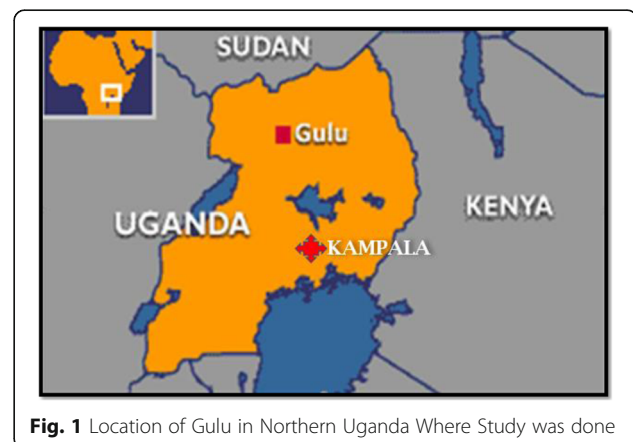 SUDAN
Gulu
KENYA
UGANDA
KAMPALA
Fig. 1 Location of Gulu in Northern Uganda Where Study was done